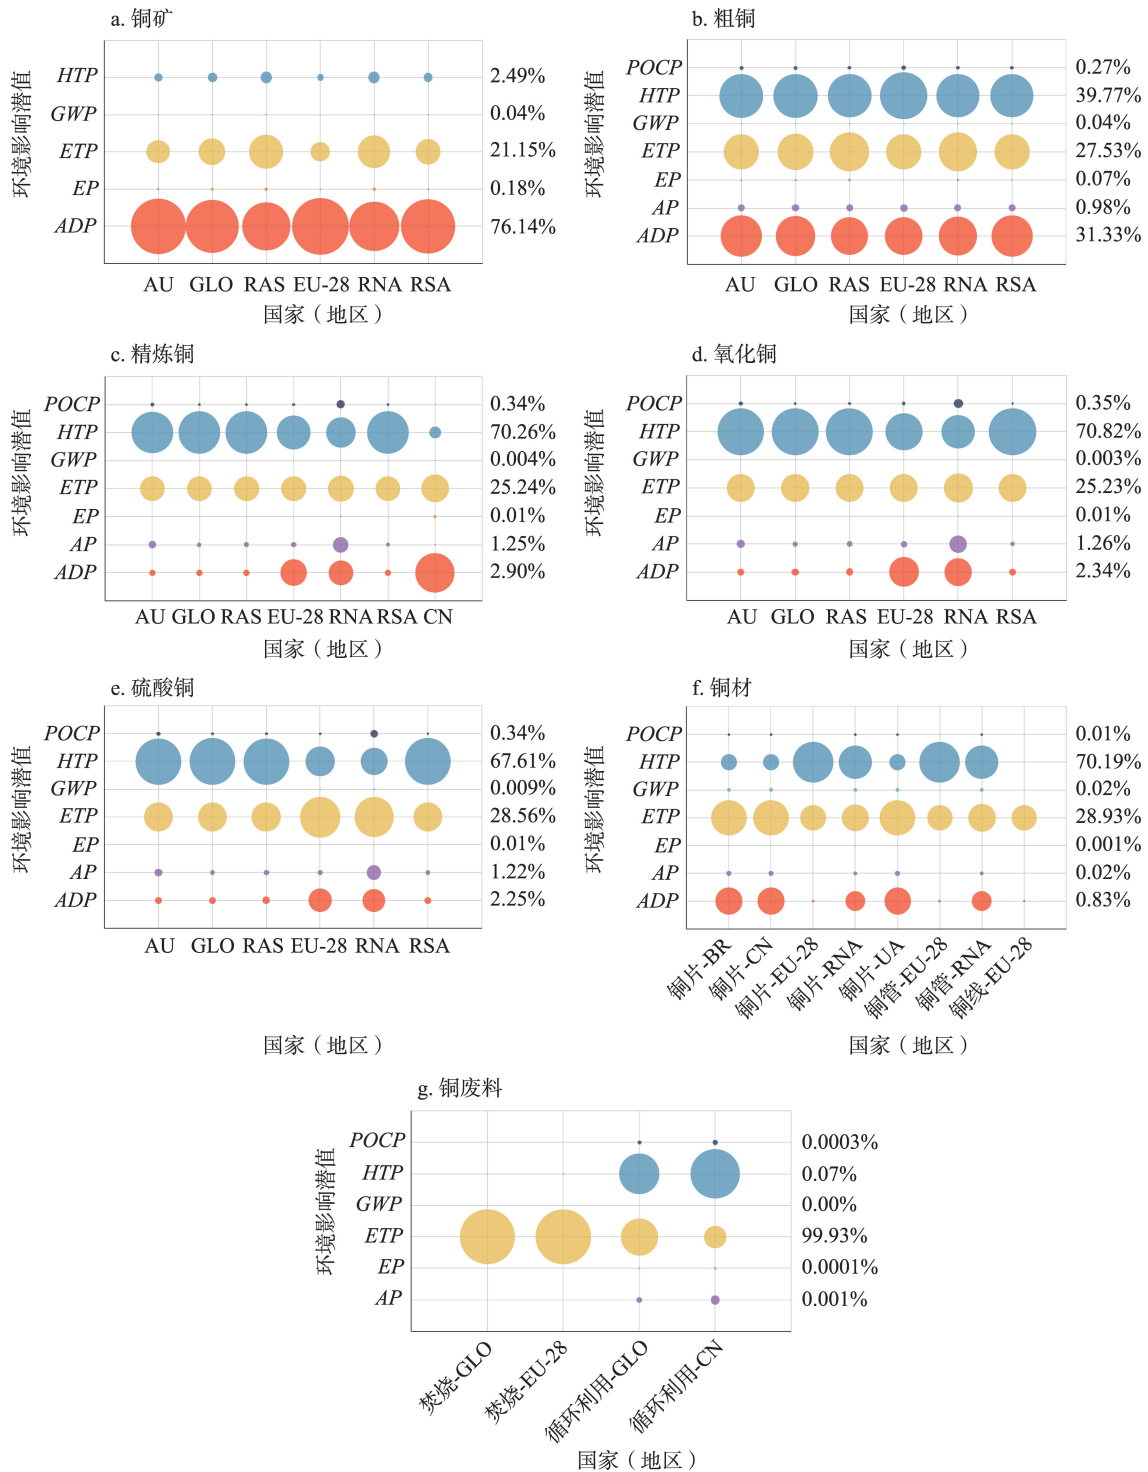 a. 铜矿
环境影响潜值
HTP 2.49%
GWP 0.04%
ETP 21.15%
EP 0.18%
ADP 76.14%
AU GLO RAS EU-28 RNA RSA
国家（地区）
b. 粗铜
环境影响潜值
POCP 0.27%
HTP 39.77%
GWP 0.04%
ETP 27.53%
EP 0.07%
AP 0.98%
ADP 31.33%
AU GLO RAS EU-28 RNA RSA
国家（地区）
c. 精炼铜
环境影响潜值
POCP 0.34%
HTP 70.26%
GWP 0.004%
ETP 25.24%
EP 0.01%
AP 1.25%
ADP 2.90%
AU GLO RAS EU-28 RNA RSA CN
国家（地区）
d. 氧化铜
环境影响潜值
POCP 0.35%
HTP 70.82%
GWP 0.003%
ETP 25.23%
EP 0.01%
AP 1.26%
ADP 2.34%
AU GLO RAS EU-28 RNA RSA
国家（地区）
e. 硫酸铜
环境影响潜值
POCP 0.34%
HTP 67.61%
GWP 0.009%
ETP 28.56%
EP 0.01%
AP 1.22%
ADP 2.25%
AU GLO RAS EU-28 RNA RSA
国家（地区）
f. 铜材
环境影响潜值
POCP 0.01%
HTP 70.19%
GWP 0.02%
ETP 28.93%
EP 0.001%
AP 0.02%
ADP 0.83%
铜片-BR 铜片-CN 铜片-EU-28 铜片-RNA 铜片-UA 铜管-EU-28 铜管-RNA 铜线-EU-28
国家（地区）
g. 铜废料
环境影响潜值
POCP 0.0003%
HTP 0.07%
GWP 0.00%
ETP 99.93%
EP 0.0001%
AP 0.001%
焚烧-GLO 焚烧-EU-28 循环利用-GLO 循环利用-CN
国家（地区）